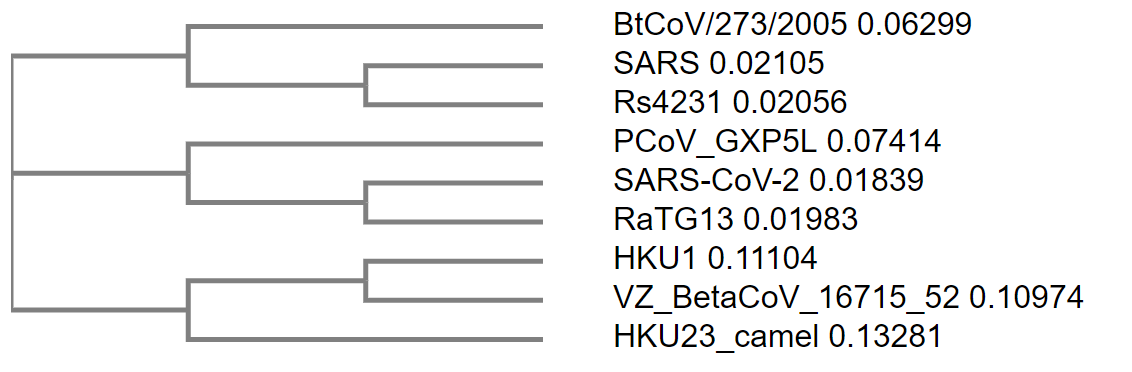 BtCoV/273/2005 0.06299
SARS 0.02105
Rs4231 0.02056
PCoV_GXP5L 0.07414
SARS-CoV-2 0.01839
RaTG13 0.01983
HKU1 0.11104
VZ_BetaCoV_16715_52 0.10974
HKU23_camel 0.13281